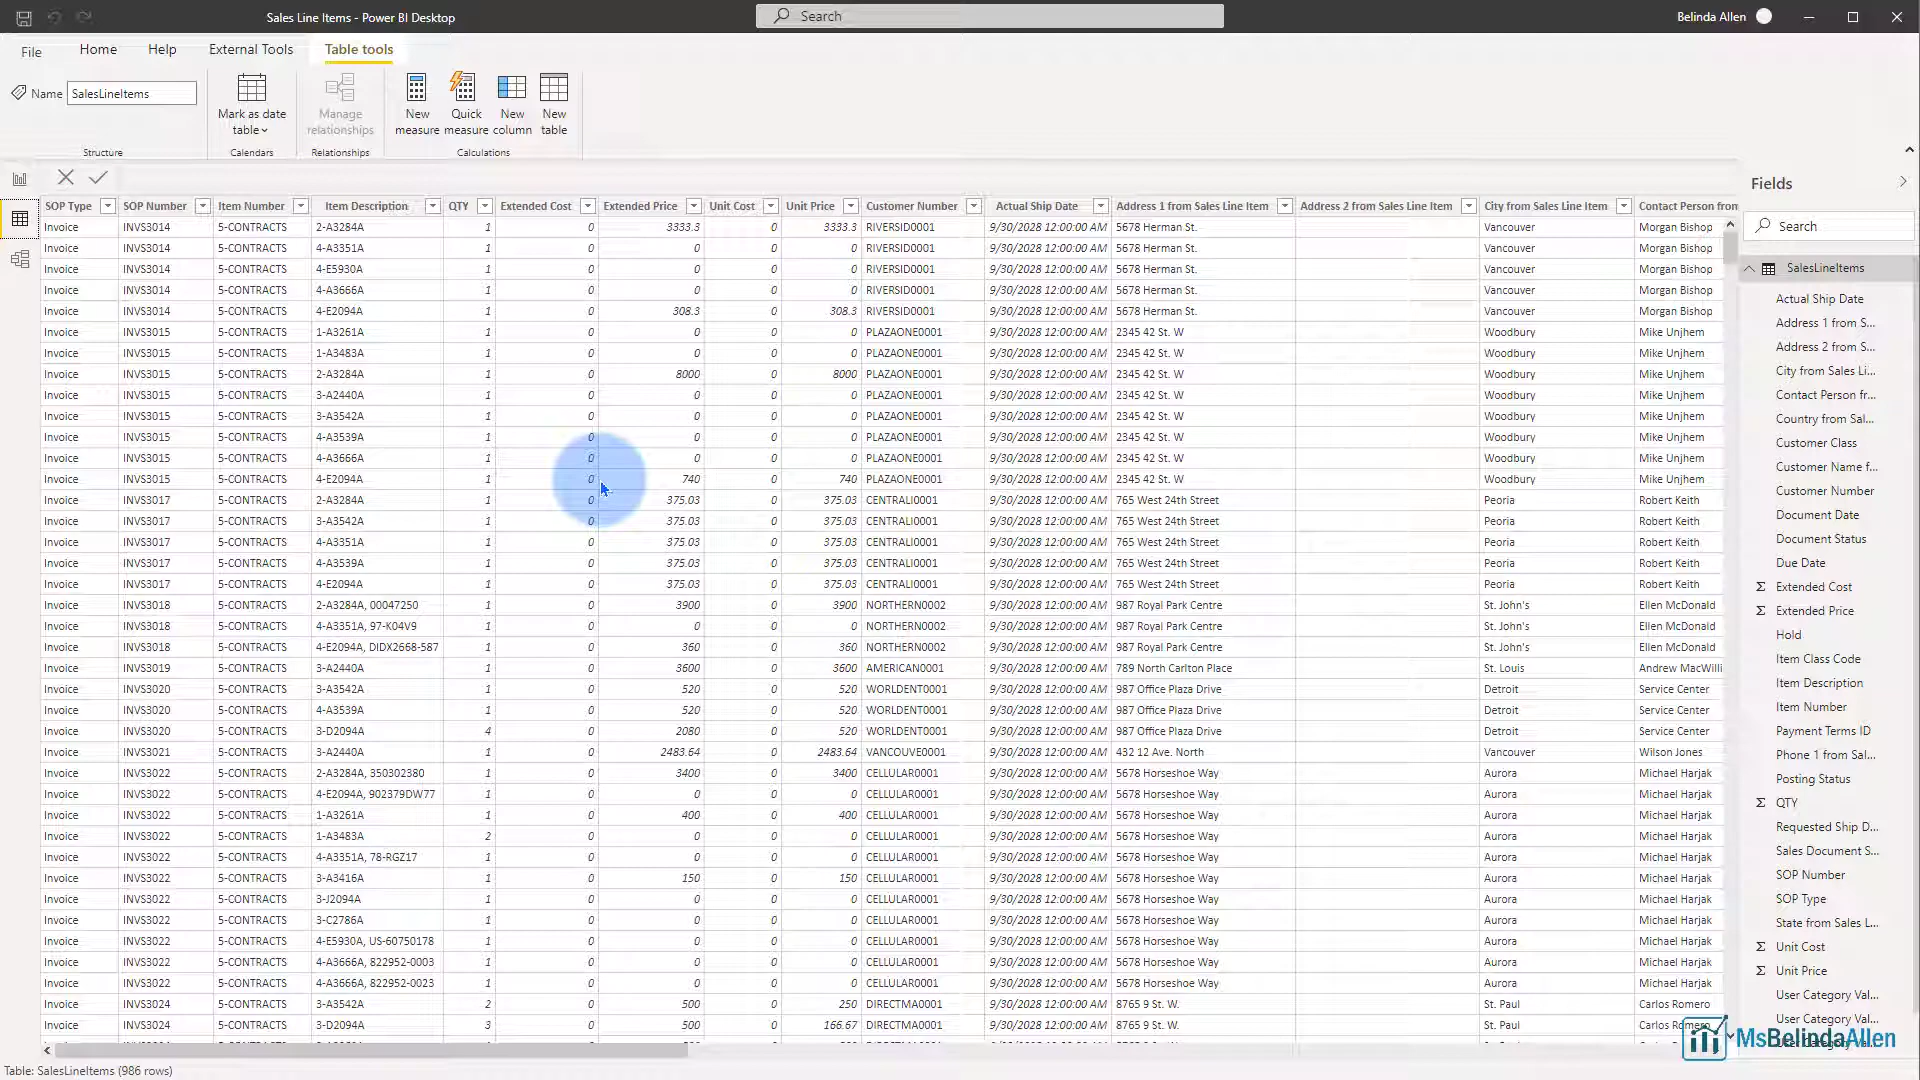 Sales Line Items - Power BI Desktop
Search
Belinda Allen
File Home Help External Tools Table tools
Name SalesLineItems
Mark as date table
Manage relationships
New measure
Quick measure
New column
New table
Structure Calendars Relationships Calculations
Fields
SOP Type SOP Number Item Number Item Description QTY Extended Cost Extended Price Unit Cost Unit Price Customer Number Actual Ship Date Address 1 from Sales Line Item Address 2 from Sales Line Item City from Sales Line Item Contact Person from
Invoice INVS3014 5-CONTRACTS 2-A3284A 1 0 3333.3 0 3333.3 RIVERSID0001 9/30/2028 12:00:00 AM 5678 Herman St. Vancouver Morgan Bishop
Invoice INVS3014 5-CONTRACTS 4-A3351A 1 0 0 0 0 RIVERSID0001 9/30/2028 12:00:00 AM 5678 Herman St. Vancouver Morgan Bishop
Invoice INVS3014 5-CONTRACTS 4-E5930A 1 0 0 0 0 RIVERSID0001 9/30/2028 12:00:00 AM 5678 Herman St. Vancouver Morgan Bishop
Invoice INVS3014 5-CONTRACTS 4-A3666A 1 0 0 0 0 RIVERSID0001 9/30/2028 12:00:00 AM 5678 Herman St. Vancouver Morgan Bishop
Invoice INVS3014 5-CONTRACTS 4-E2094A 1 0 308.3 0 308.3 RIVERSID0001 9/30/2028 12:00:00 AM 5678 Herman St. Vancouver Morgan Bishop
Invoice INVS3015 5-CONTRACTS 1-A3261A 1 0 0 0 0 PLAZAONE0001 9/30/2028 12:00:00 AM 2345 42 St. W Woodbury Mike Unjhem
Invoice INVS3015 5-CONTRACTS 1-A3483A 1 0 0 0 0 PLAZAONE0001 9/30/2028 12:00:00 AM 2345 42 St. W Woodbury Mike Unjhem
Invoice INVS3015 5-CONTRACTS 2-A3284A 1 0 8000 0 8000 PLAZAONE0001 9/30/2028 12:00:00 AM 2345 42 St. W Woodbury Mike Unjhem
Invoice INVS3015 5-CONTRACTS 3-A2440A 1 0 0 0 0 PLAZAONE0001 9/30/2028 12:00:00 AM 2345 42 St. W Woodbury Mike Unjhem
Invoice INVS3015 5-CONTRACTS 3-A3542A 1 0 0 0 0 PLAZAONE0001 9/30/2028 12:00:00 AM 2345 42 St. W Woodbury Mike Unjhem
Invoice INVS3015 5-CONTRACTS 4-A3539A 1 0 0 0 0 PLAZAONE0001 9/30/2028 12:00:00 AM 2345 42 St. W Woodbury Mike Unjhem
Invoice INVS3015 5-CONTRACTS 4-A3666A 1 0 0 0 0 PLAZAONE0001 9/30/2028 12:00:00 AM 2345 42 St. W Woodbury Mike Unjhem
Invoice INVS3015 5-CONTRACTS 4-E2094A 1 0 740 0 740 PLAZAONE0001 9/30/2028 12:00:00 AM 2345 42 St. W Woodbury Mike Unjhem
Invoice INVS3017 5-CONTRACTS 2-A3284A 1 0 375.03 0 375.03 CENTRALI0001 9/30/2028 12:00:00 AM 765 West 24th Street Peoria Robert Keith
Invoice INVS3017 5-CONTRACTS 3-A3542A 1 0 375.03 0 375.03 CENTRALI0001 9/30/2028 12:00:00 AM 765 West 24th Street Peoria Robert Keith
Invoice INVS3017 5-CONTRACTS 4-A3351A 1 0 375.03 0 375.03 CENTRALI0001 9/30/2028 12:00:00 AM 765 West 24th Street Peoria Robert Keith
Invoice INVS3017 5-CONTRACTS 4-A3539A 1 0 375.03 0 375.03 CENTRALI0001 9/30/2028 12:00:00 AM 765 West 24th Street Peoria Robert Keith
Invoice INVS3017 5-CONTRACTS 4-E2094A 1 0 375.03 0 375.03 CENTRALI0001 9/30/2028 12:00:00 AM 765 West 24th Street Peoria Robert Keith
Invoice INVS3018 5-CONTRACTS 2-A3284A, 00047250 1 0 3900 0 3900 NORTHERN0002 9/30/2028 12:00:00 AM 987 Royal Park Centre St. John's Ellen McDonald
Invoice INVS3018 5-CONTRACTS 4-A3351A, 97-K04V9 1 0 0 0 0 NORTHERN0002 9/30/2028 12:00:00 AM 987 Royal Park Centre St. John's Ellen McDonald
Invoice INVS3018 5-CONTRACTS 4-E2094A, DIDX2668-587 1 0 360 0 360 NORTHERN0002 9/30/2028 12:00:00 AM 987 Royal Park Centre St. John's Ellen McDonald
Invoice INVS3019 5-CONTRACTS 3-A2440A 1 0 3600 0 3600 AMERICAN0001 9/30/2028 12:00:00 AM 789 North Carlton Place St. Louis Andrew MacWilli
Invoice INVS3020 5-CONTRACTS 3-A3542A 1 0 520 0 520 WORLDENT0001 9/30/2028 12:00:00 AM 987 Office Plaza Drive Detroit Service Center
Invoice INVS3020 5-CONTRACTS 4-A3539A 1 0 520 0 520 WORLDENT0001 9/30/2028 12:00:00 AM 987 Office Plaza Drive Detroit Service Center
Invoice INVS3020 5-CONTRACTS 3-D2094A 4 0 2080 0 520 WORLDENT0001 9/30/2028 12:00:00 AM 987 Office Plaza Drive Detroit Service Center
Invoice INVS3021 5-CONTRACTS 3-A2440A 1 0 2483.64 0 2483.64 VANCOUVE0001 9/30/2028 12:00:00 AM 432 12 Ave. North Vancouver Wilson Jones
Invoice INVS3022 5-CONTRACTS 2-A3284A, 350302380 1 0 3400 0 3400 CELLULAR0001 9/30/2028 12:00:00 AM 5678 Horseshoe Way Aurora Michael Harjak
Invoice INVS3022 5-CONTRACTS 4-E2094A, 902379DW77 1 0 0 0 0 CELLULAR0001 9/30/2028 12:00:00 AM 5678 Horseshoe Way Aurora Michael Harjak
Invoice INVS3022 5-CONTRACTS 1-A3261A 1 0 400 0 400 CELLULAR0001 9/30/2028 12:00:00 AM 5678 Horseshoe Way Aurora Michael Harjak
Invoice INVS3022 5-CONTRACTS 1-A3483A 2 0 0 0 0 CELLULAR0001 9/30/2028 12:00:00 AM 5678 Horseshoe Way Aurora Michael Harjak
Invoice INVS3022 5-CONTRACTS 4-A3351A, 78-RGZ17 1 0 0 0 0 CELLULAR0001 9/30/2028 12:00:00 AM 5678 Horseshoe Way Aurora Michael Harjak
Invoice INVS3022 5-CONTRACTS 3-A3416A 1 0 150 0 150 CELLULAR0001 9/30/2028 12:00:00 AM 5678 Horseshoe Way Aurora Michael Harjak
Invoice INVS3022 5-CONTRACTS 3-J2094A 1 0 0 0 0 CELLULAR0001 9/30/2028 12:00:00 AM 5678 Horseshoe Way Aurora Michael Harjak
Invoice INVS3022 5-CONTRACTS 3-C2786A 1 0 0 0 0 CELLULAR0001 9/30/2028 12:00:00 AM 5678 Horseshoe Way Aurora Michael Harjak
Invoice INVS3022 5-CONTRACTS 4-E5930A, US-60750178 1 0 0 0 0 CELLULAR0001 9/30/2028 12:00:00 AM 5678 Horseshoe Way Aurora Michael Harjak
Invoice INVS3022 5-CONTRACTS 4-A3666A, 822952-0003 1 0 0 0 0 CELLULAR0001 9/30/2028 12:00:00 AM 5678 Horseshoe Way Aurora Michael Harjak
Invoice INVS3022 5-CONTRACTS 4-A3666A, 822952-0023 1 0 0 0 0 CELLULAR0001 9/30/2028 12:00:00 AM 5678 Horseshoe Way Aurora Michael Harjak
Invoice INVS3024 5-CONTRACTS 3-A3542A 2 0 500 0 250 DIRECTMA0001 9/30/2028 12:00:00 AM 8765 9 St. W. St. Paul Carlos Romero
Invoice INVS3024 5-CONTRACTS 3-D2094A 3 0 500 0 166.67 DIRECTMA0001 9/30/2028 12:00:00 AM 8765 9 St. W. St. Paul Carlos Romero
Search
SalesLineItems
Actual Ship Date
Address 1 from S...
Address 2 from S...
City from Sales Li...
Contact Person fr...
Country from Sal...
Customer Class
Customer Name f...
Customer Number
Document Date
Document Status
Due Date
Σ Extended Cost
Σ Extended Price
Hold
Item Class Code
Item Description
Item Number
Payment Terms ID
Phone 1 from Sal...
Posting Status
Σ QTY
Requested Ship D...
Sales Document S...
SOP Number
SOP Type
State from Sales L...
Σ Unit Cost
Σ Unit Price
User Category Val...
User Category Val...
MsBelindaAllen
Table: SalesLineItems (986 rows)